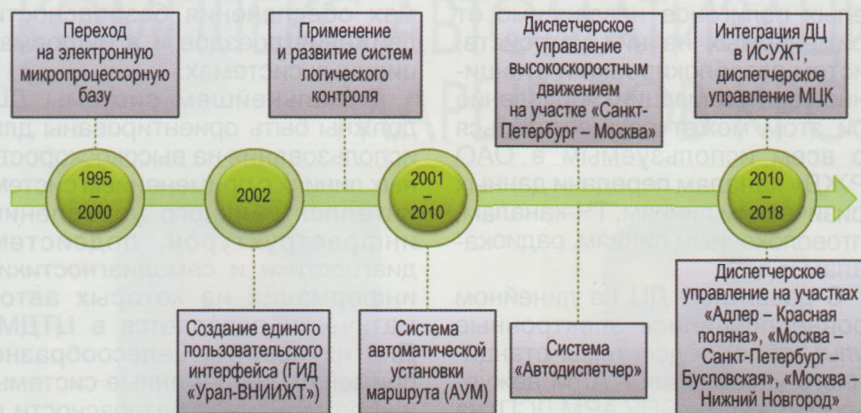 Переход
на электронную
микропроцессорную
базу
Применение
в ДЦ подсистем
логического
контроля
Диспетчерское
управление
высокоскоростным
движением
на участке «Санкт-
Петербург – Москва»
Интеграция ДЦ
в ИСУЖТ,
диспетчерское
управление МЦК
1995
–
2000
2002
2001
–
2010
2010
–
2018
Создание единого
пользовательского
интерфейса (ГИД
«Урал-ВНИИЖТ»)
Система
автоматической
установки
маршрута (АУМ)
Система
«Автодиспетчер»
Диспетчерское
управление на участках
«Адлер – Красная
поляна», «Москва –
Санкт-Петербург –
Бусловская», «Москва –
Нижний Новгород»